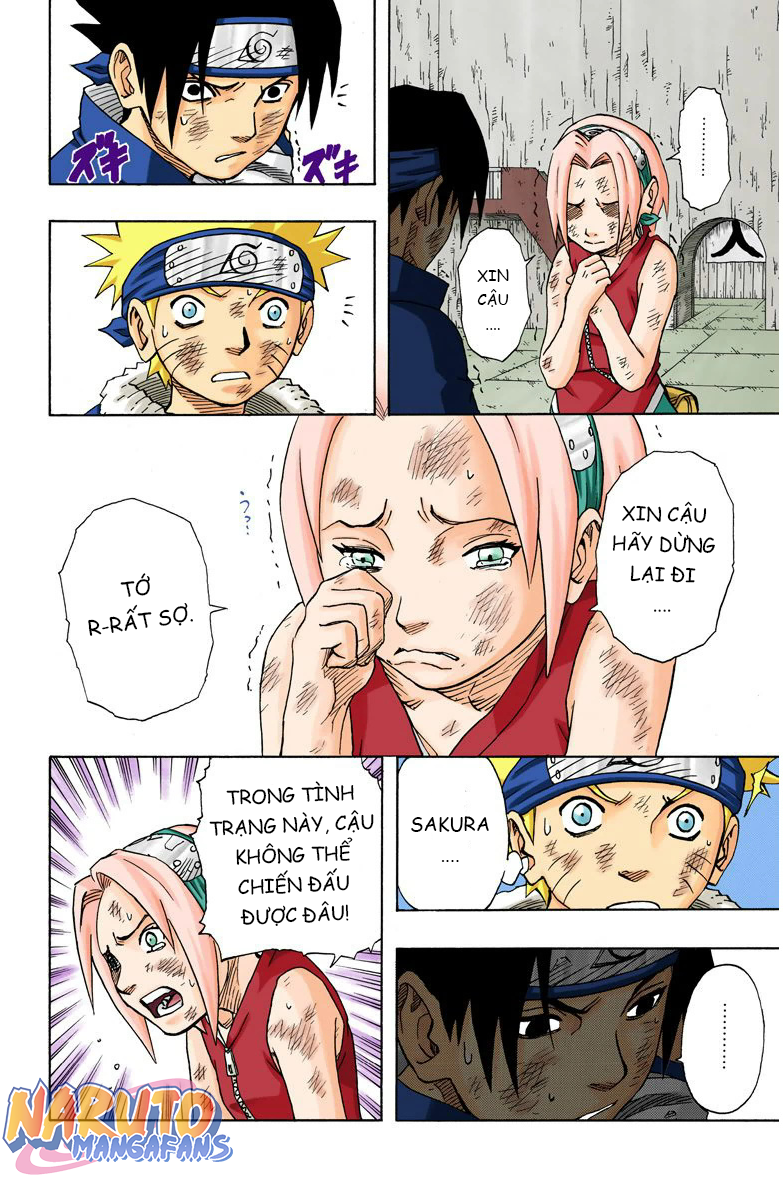 .........
XIN
CẬU
....
ズキ
ズキ
人
XIN CẬU
HÃY DỪNG
LẠI ĐI
....
う??
TỚ
R-RẤT SỢ.
SAKURA
....
TRONG TÌNH
TRẠNG NÀY, CẬU
KHÔNG THỂ
CHIẾN ĐẤU
ĐƯỢC ĐÂU!
.........
NARUTO
MANGAFANS